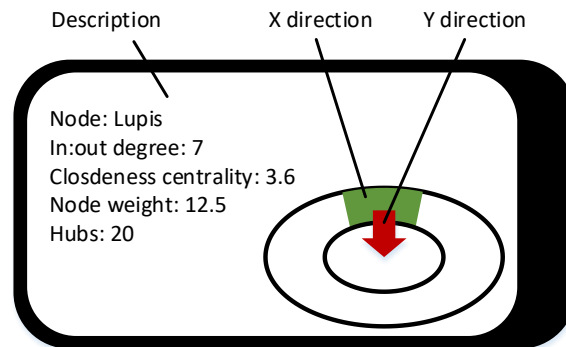 Description
X direction
Y direction
Node: Lupis
In:out degree: 7
Closdeness centrality: 3.6
Node weight: 12.5
Hubs: 20